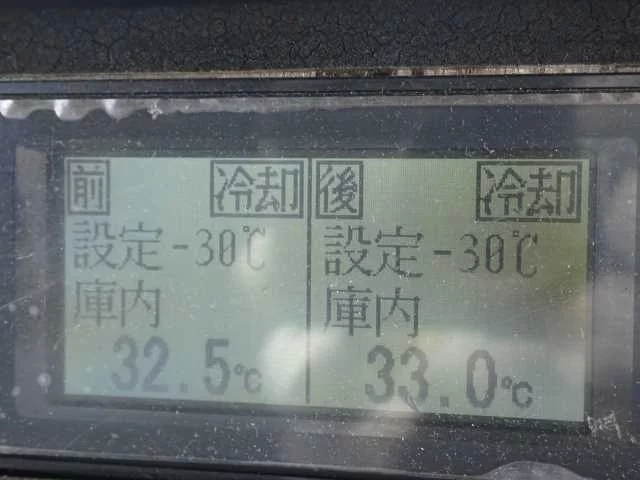 前 冷却
設定 -30℃
庫内
32.5℃
後 冷却
設定 -30℃
庫内
33.0℃